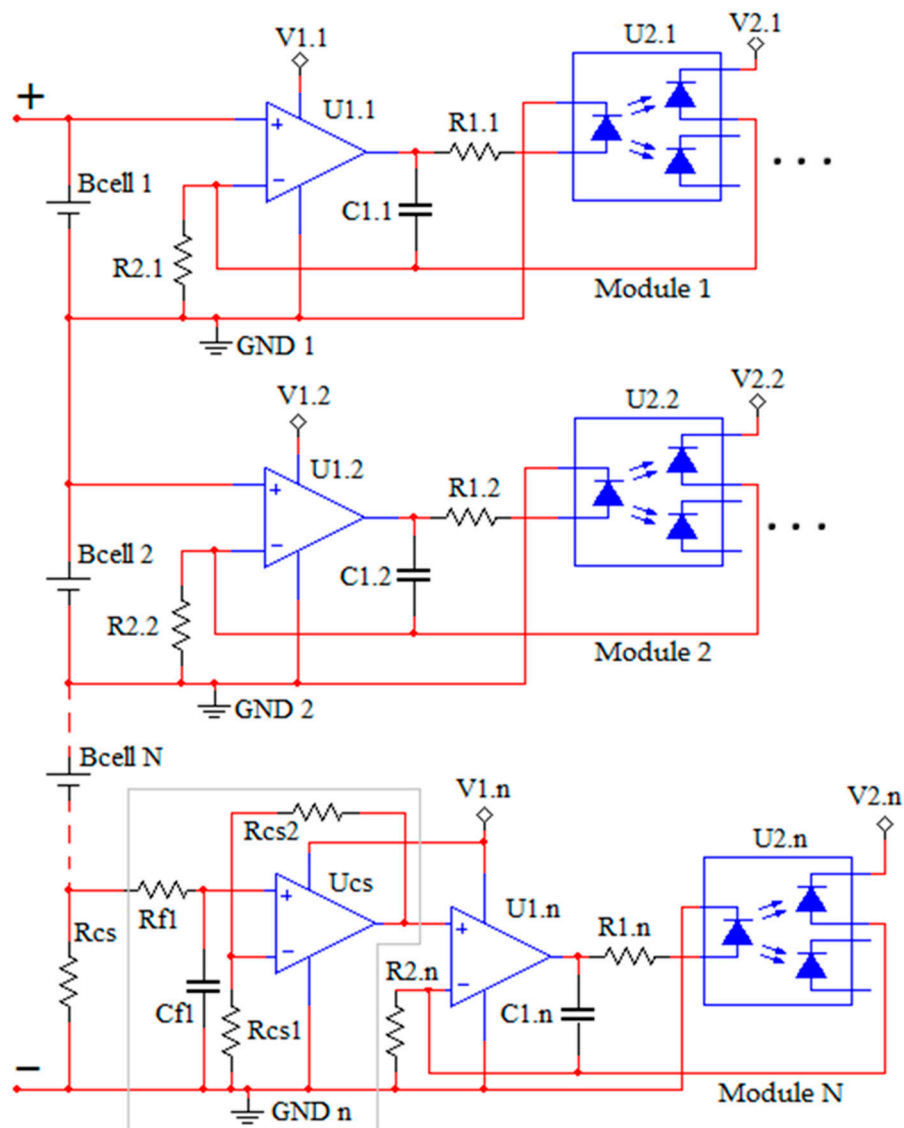 V1.1
U2.1
V2.1
+
+
U1.1
R1.1
−
Bcell 1
C1.1
R2.1
Module 1
GND 1
. . .
V1.2
U2.2
V2.2
+
U1.2
R1.2
−
Bcell 2
C1.2
R2.2
Module 2
GND 2
. . .
Bcell N
V1.n
V2.n
Rcs2
U2.n
+
Ucs
Rf1
+
U1.n
R1.n
Rcs
−
R2.n
−
Cf1
Rcs1
C1.n
−
GND n
Module N